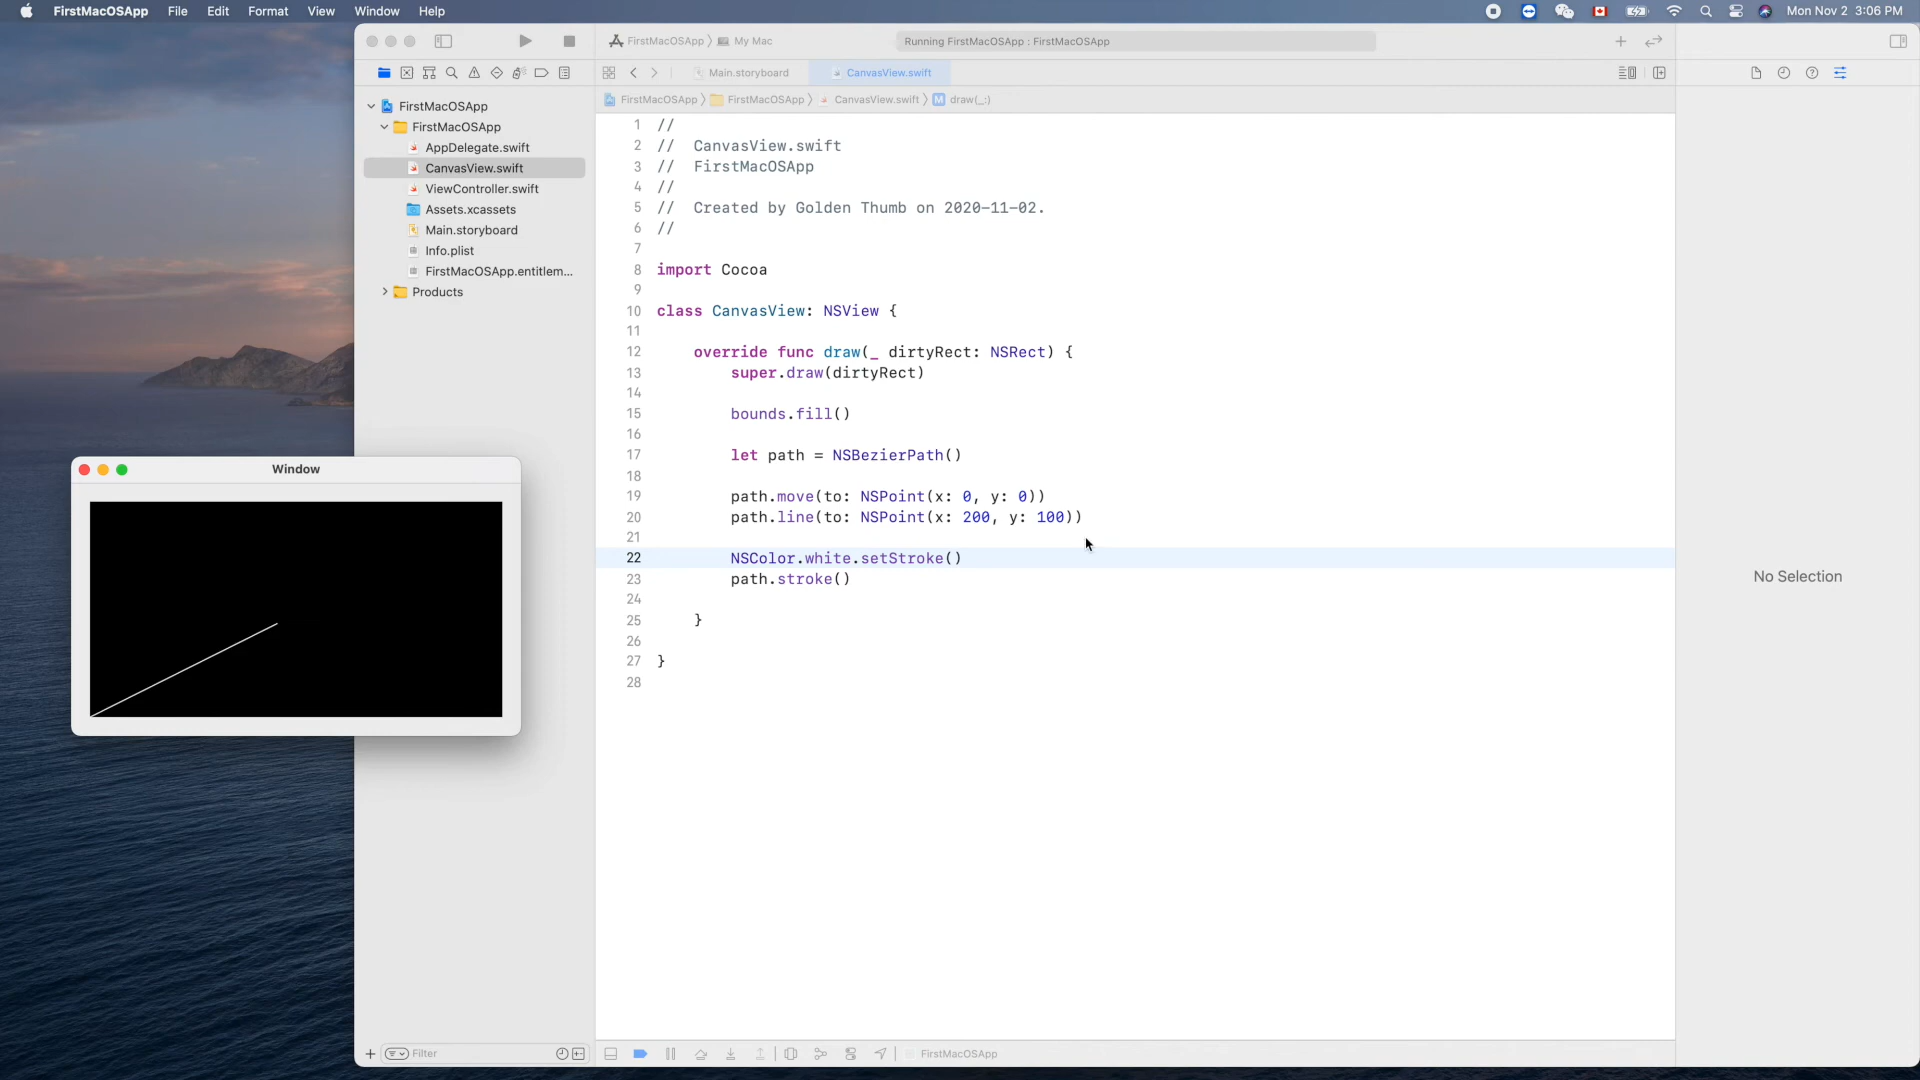 FirstMacOSApp File Edit Format View Window Help Mon Nov 2 3:06 PM
FirstMacOSApp My Mac Running FirstMacOSApp : FirstMacOSApp
Main.storyboard CanvasView.swift
FirstMacOSApp FirstMacOSApp CanvasView.swift M draw(_:)
FirstMacOSApp
FirstMacOSApp
AppDelegate.swift
CanvasView.swift
ViewController.swift
Assets.xcassets
Main.storyboard
Info.plist
FirstMacOSApp.entitlem...
Products
1 //
2 // CanvasView.swift
3 // FirstMacOSApp
4 //
5 // Created by Golden Thumb on 2020-11-02.
6 //
7
8 import Cocoa
9
10 class CanvasView: NSView {
11
12 override func draw(_ dirtyRect: NSRect) {
13 super.draw(dirtyRect)
14
15 bounds.fill()
16
17 let path = NSBezierPath()
18
19 path.move(to: NSPoint(x: 0, y: 0))
20 path.line(to: NSPoint(x: 200, y: 100))
21
22 NSColor.white.setStroke()
23 path.stroke()
24
25 }
26
27 }
28
Window
No Selection
Filter
FirstMacOSApp